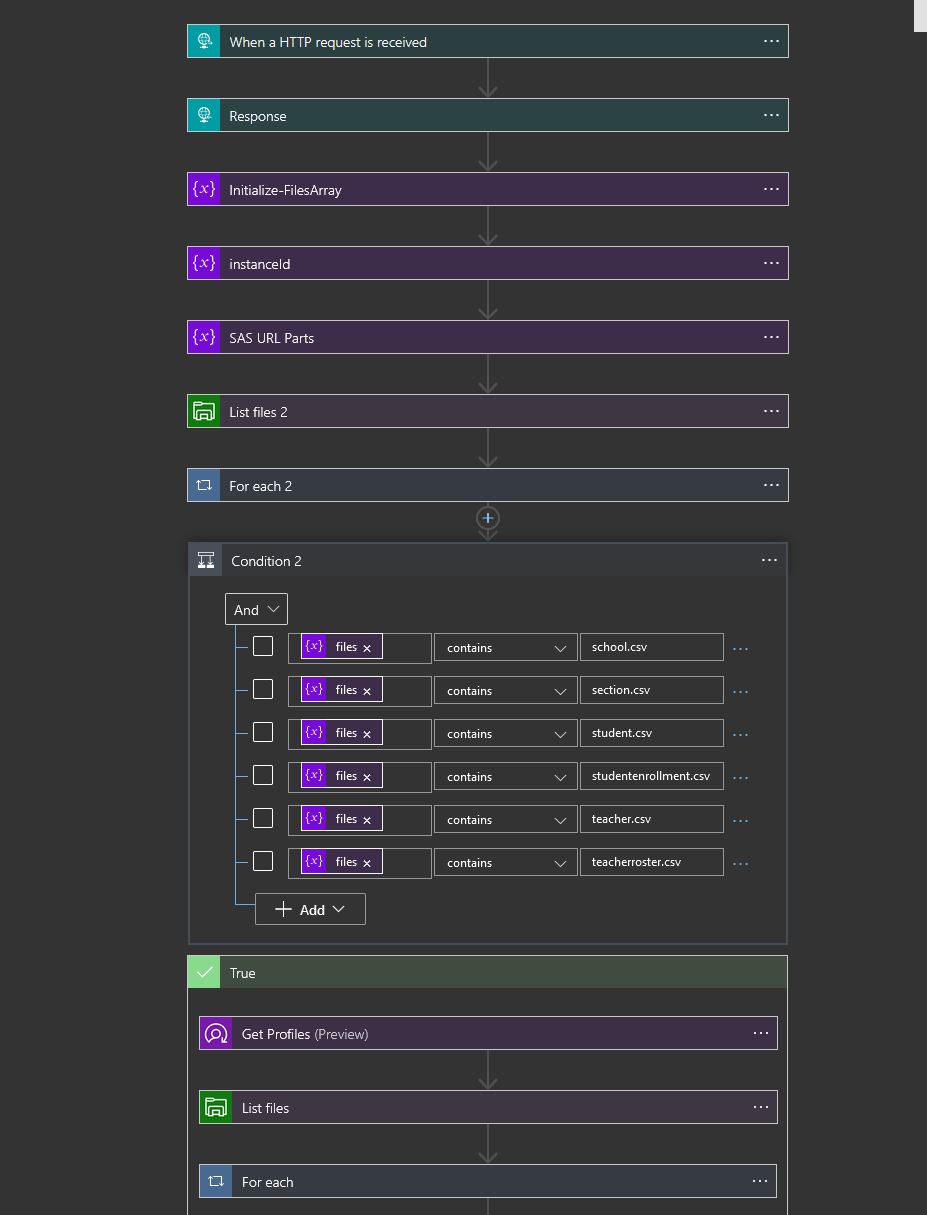 When a HTTP request is received
Response
{x} Initialize-FilesArray
{x} instanceId
{x} SAS URL Parts
List files 2
For each 2
Condition 2
And
{x} files × contains school.csv
{x} files × contains section.csv
{x} files × contains student.csv
{x} files × contains studentenrollment.csv
{x} files × contains teacher.csv
{x} files × contains teacherroster.csv
+ Add
True
Get Profiles (Preview)
List files
For each